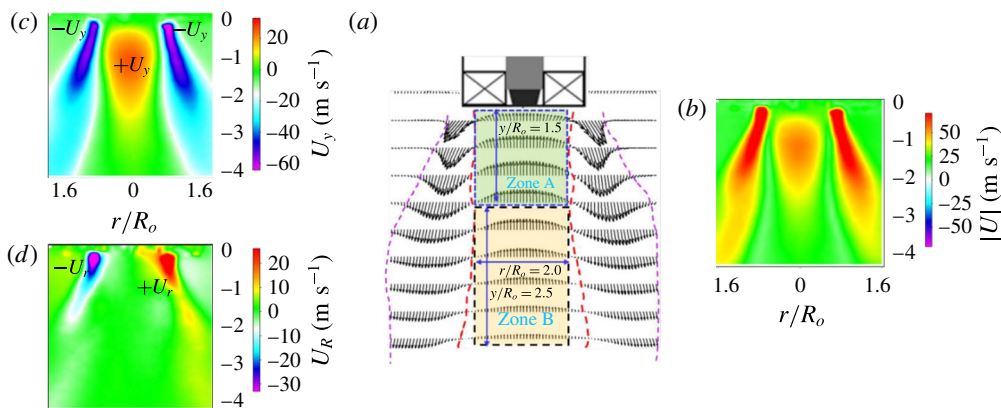 (c)
−U_y
−U_y
+U_y
0
−1
−2
−3
−4
20
0
−20
−40
−60
U_y (m s⁻¹)
1.6 0 1.6
r/R_o
(d)
−U_r
+U_r
0
−1
−2
−3
−4
20
10
0
−10
−20
−30
U_R (m s⁻¹)
(a)
y/R_o = 1.5
Zone A
r/R_o = 2.0
y/R_o = 2.5
Zone B
(b)
0
−1
−2
−3
−4
50
25
0
−25
−50
|U| (m s⁻¹)
1.6 0 1.6
r/R_o